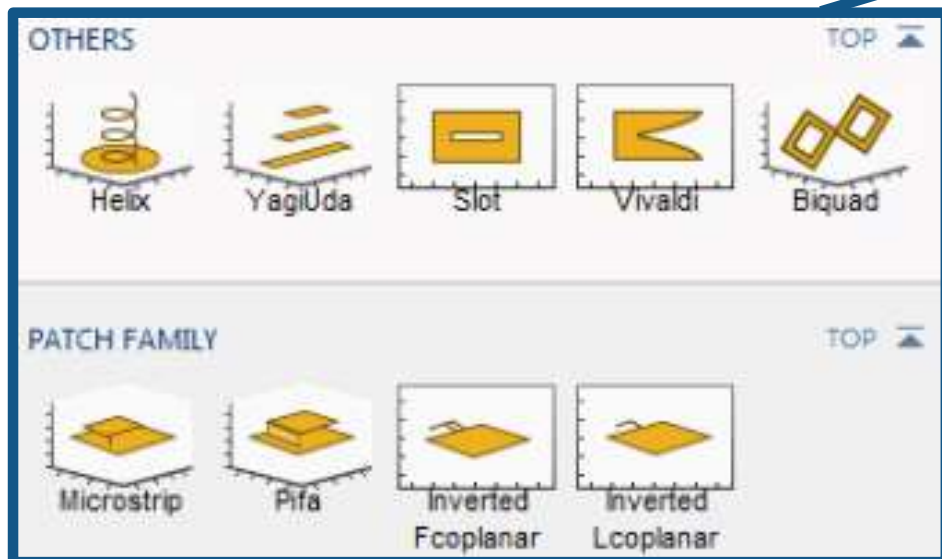 OTHERS TOP
Helix YagiUda Slot Vivaldi Biquad
PATCH FAMILY TOP
Microstrip Pifa Inverted Inverted
Fcoplanar Lcoplanar